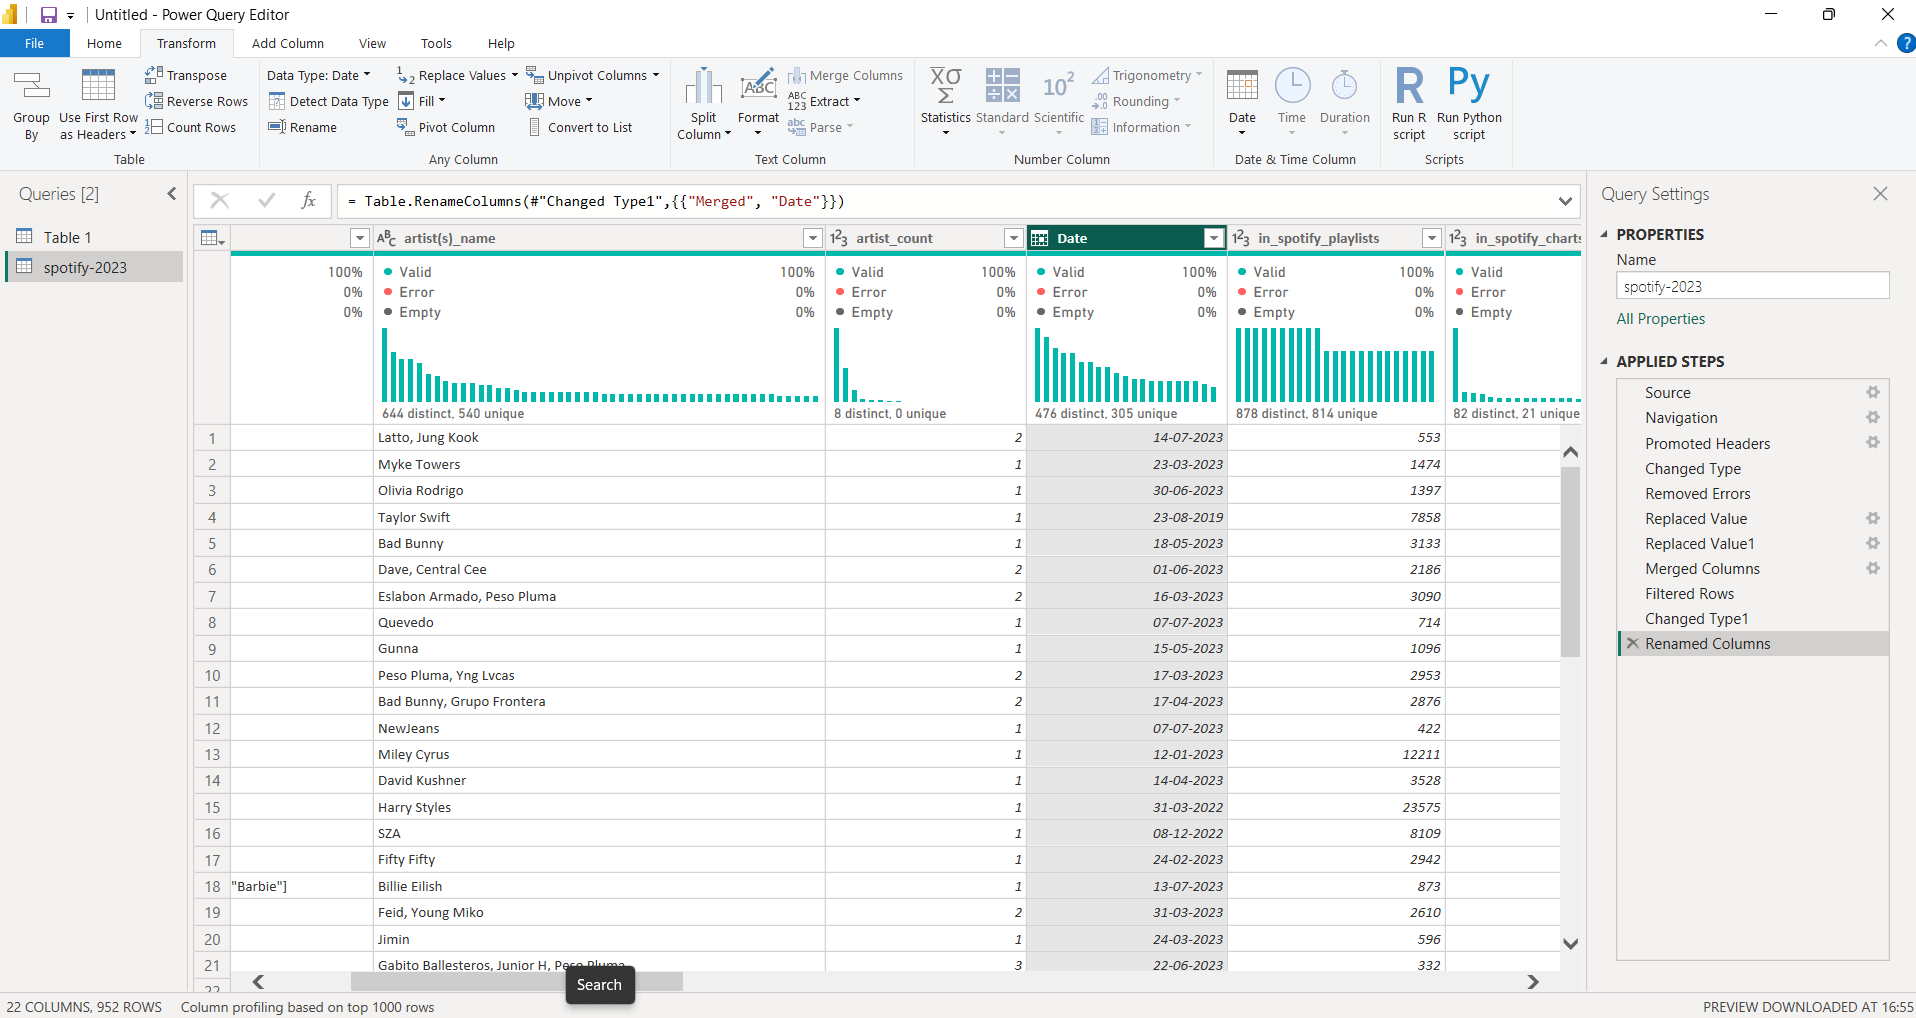 Untitled - Power Query Editor
File Home Transform Add Column View Tools Help
Group By
Use First Row as Headers
Transpose
Reverse Rows
Count Rows
Table
Data Type: Date
Detect Data Type
Rename
Replace Values
Fill
Pivot Column
Unpivot Columns
Move
Convert to List
Any Column
Split Column
Format
Merge Columns
Extract
Parse
Text Column
Statistics
Standard
Scientific
Trigonometry
Rounding
Information
Number Column
Date
Time
Duration
Date & Time Column
Run R script
Run Python script
Scripts
Queries [2]
Table 1
spotify-2023
= Table.RenameColumns(#"Changed Type1",{{"Merged", "Date"}})
artist(s)_name artist_count Date in_spotify_playlists in_spotify_charts
100% Valid 100% Valid 100% Valid 100% Valid 100% Valid
0% Error 0% Error 0% Error 0% Error 0% Error
0% Empty 0% Empty 0% Empty 0% Empty 0% Empty
644 distinct, 540 unique 8 distinct, 0 unique 476 distinct, 305 unique 878 distinct, 814 unique 82 distinct, 21 unique
1 Latto, Jung Kook 2 14-07-2023 553
2 Myke Towers 1 23-03-2023 1474
3 Olivia Rodrigo 1 30-06-2023 1397
4 Taylor Swift 1 23-08-2019 7858
5 Bad Bunny 1 18-05-2023 3133
6 Dave, Central Cee 2 01-06-2023 2186
7 Eslabon Armado, Peso Pluma 2 16-03-2023 3090
8 Quevedo 1 07-07-2023 714
9 Gunna 1 15-05-2023 1096
10 Peso Pluma, Yng Lvcas 2 17-03-2023 2953
11 Bad Bunny, Grupo Frontera 2 17-04-2023 2876
12 NewJeans 1 07-07-2023 422
13 Miley Cyrus 1 12-01-2023 12211
14 David Kushner 1 14-04-2023 3528
15 Harry Styles 1 31-03-2022 23575
16 SZA 1 08-12-2022 8109
17 Fifty Fifty 1 24-02-2023 2942
18 "Barbie"] Billie Eilish 1 13-07-2023 873
19 Feid, Young Miko 2 31-03-2023 2610
20 Jimin 1 24-03-2023 596
21 Gabito Ballesteros, Junior H, Peso Pluma 3 22-06-2023 332
22
Search
Query Settings
PROPERTIES
Name
spotify-2023
All Properties
APPLIED STEPS
Source
Navigation
Promoted Headers
Changed Type
Removed Errors
Replaced Value
Replaced Value1
Merged Columns
Filtered Rows
Changed Type1
Renamed Columns
22 COLUMNS, 952 ROWS Column profiling based on top 1000 rows PREVIEW DOWNLOADED AT 16:55